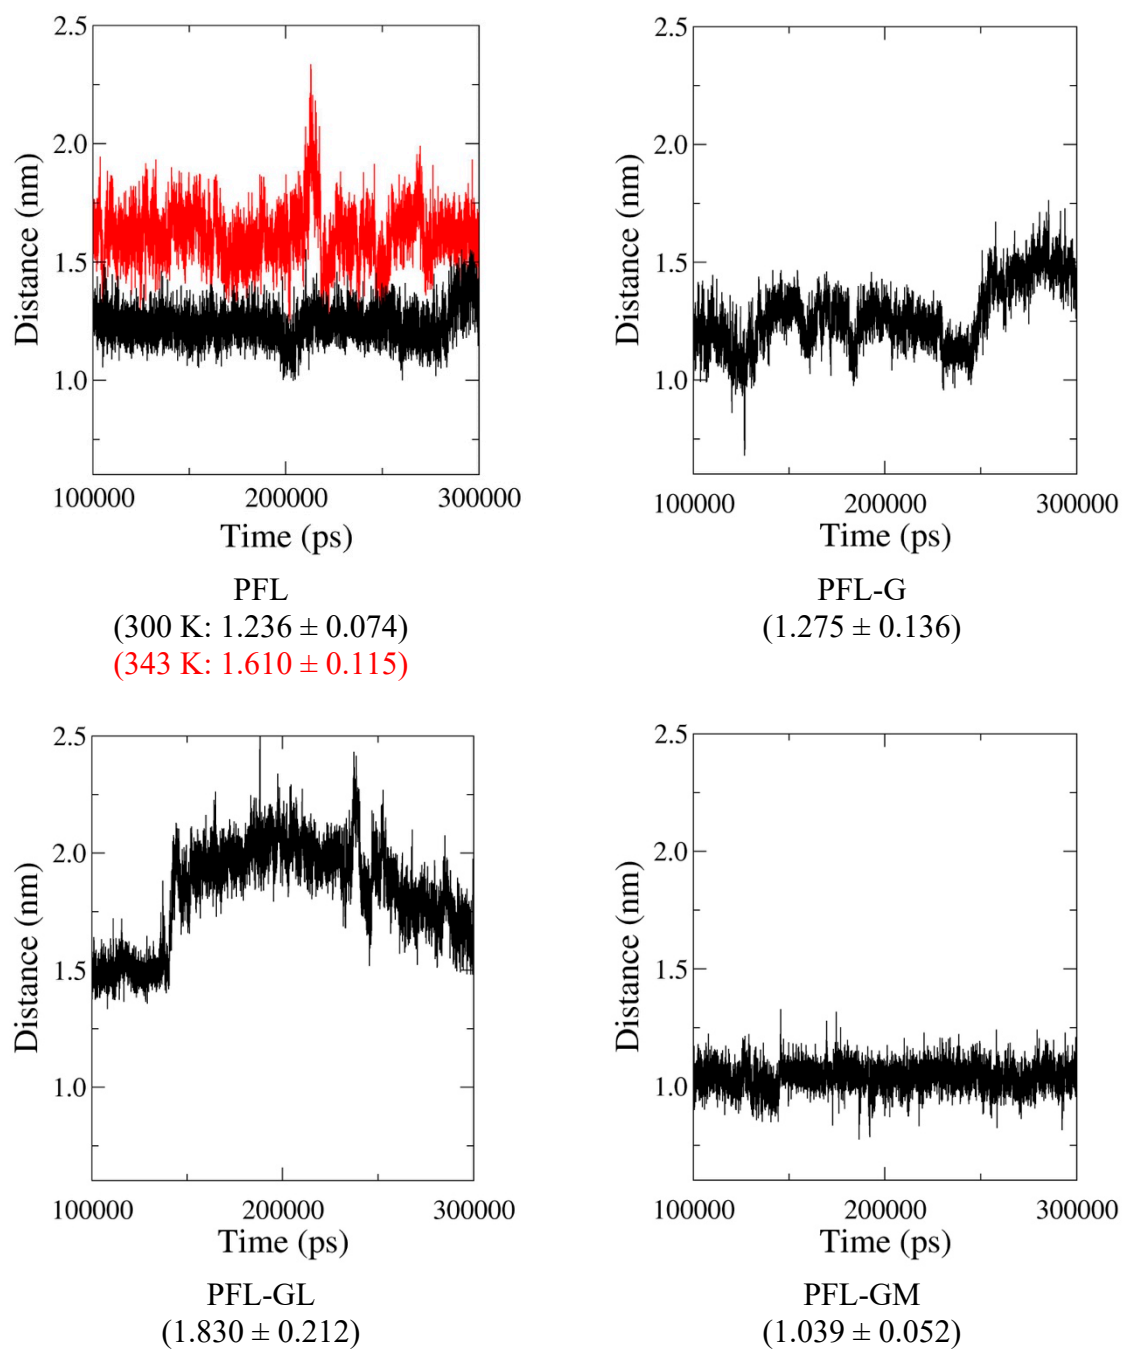 2.5
2.0
1.5
1.0
Distance (nm)
100000 200000 300000
Time (ps)
PFL
(300 K: 1.236 ± 0.074)
(343 K: 1.610 ± 0.115)
2.5
2.0
1.5
1.0
Distance (nm)
100000 200000 300000
Time (ps)
PFL-G
(1.275 ± 0.136)
2.5
2.0
1.5
1.0
Distance (nm)
100000 200000 300000
Time (ps)
PFL-GL
(1.830 ± 0.212)
2.5
2.0
1.5
1.0
Distance (nm)
100000 200000 300000
Time (ps)
PFL-GM
(1.039 ± 0.052)